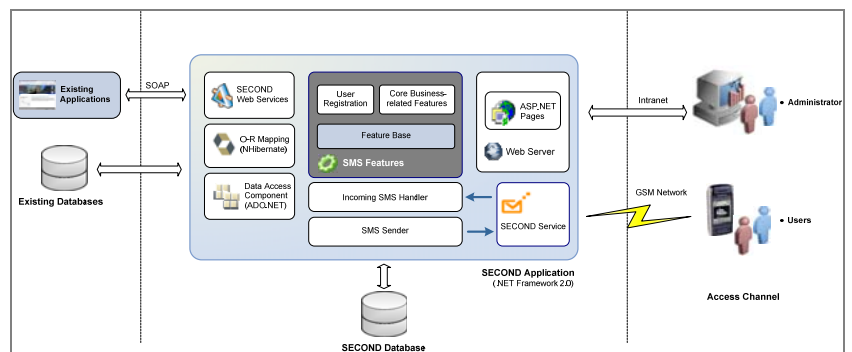 Existing
Applications
SOAP
Existing Databases
SECOND
Web Services
O-R Mapping
(NHibernate)
Data Access
Component
(ADO.NET)
User
Registration
Core Business-
related Features
Feature Base
SMS Features
Incoming SMS Handler
SMS Sender
ASP.NET
Pages
Web Server
SECOND Service
SECOND Application
(.NET Framework 2.0)
SECOND Database
Intranet
• Administrator
GSM Network
• Users
Access Channel